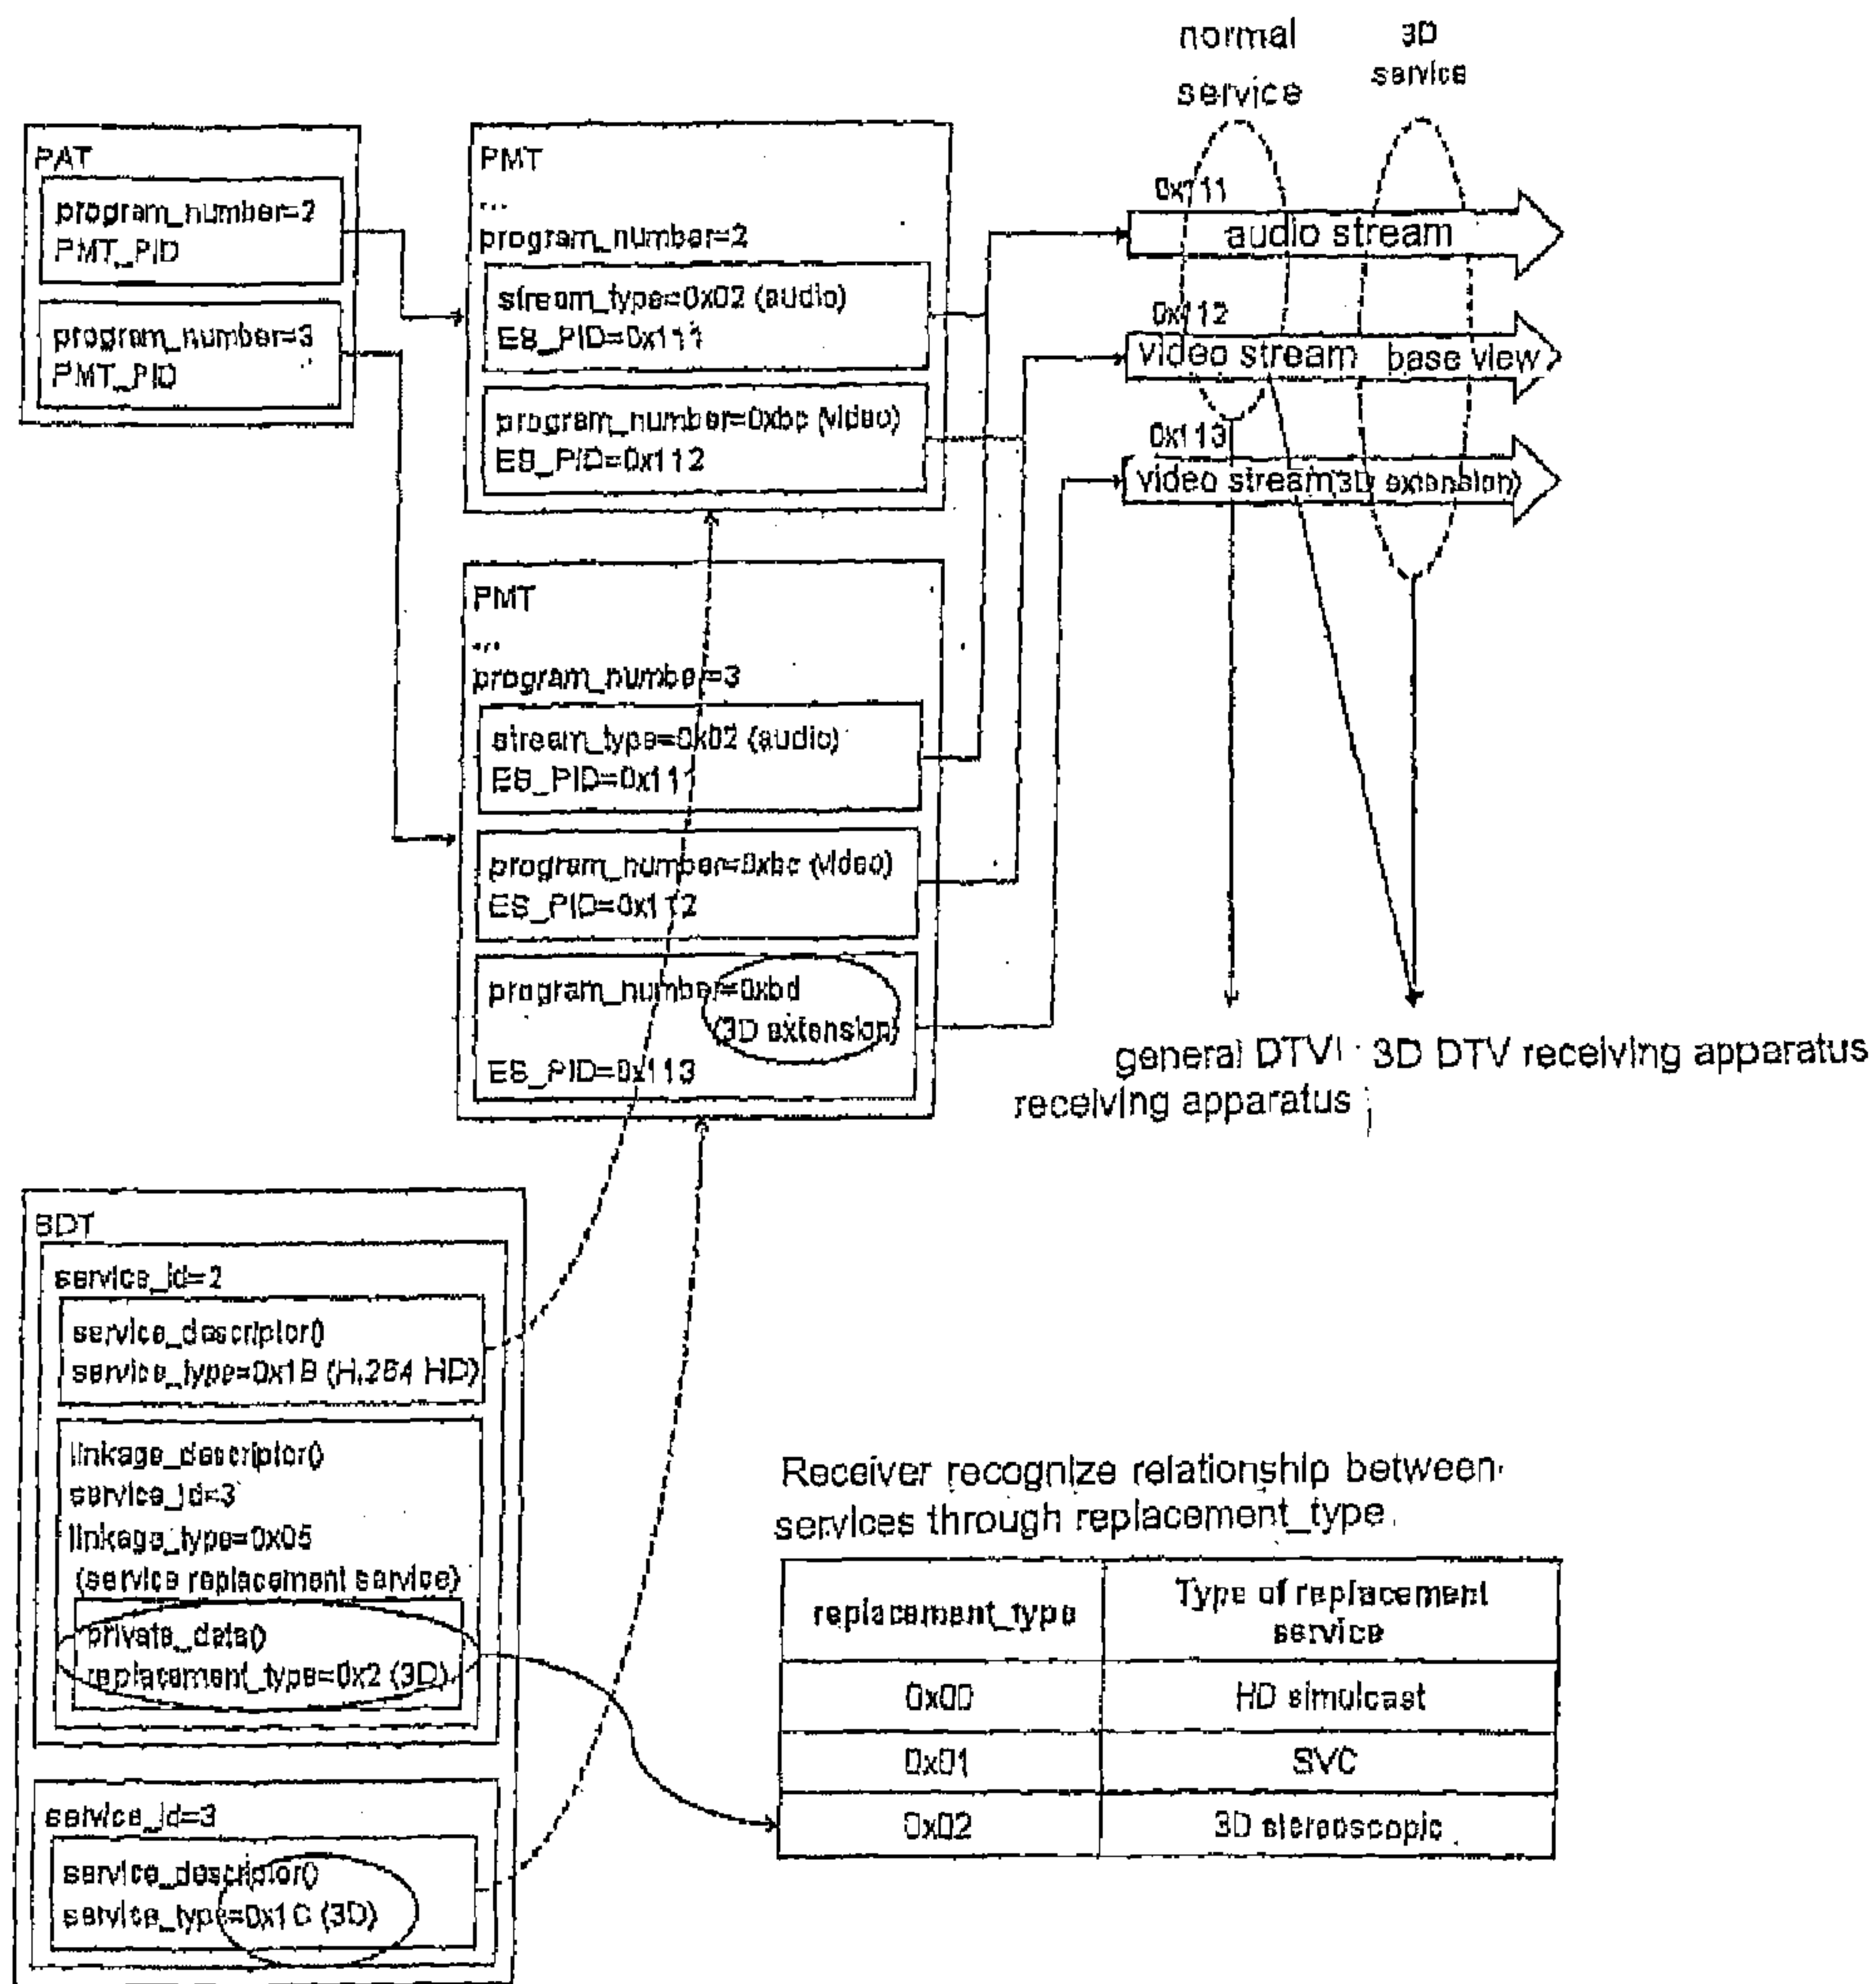 normal
service
3D
service
PAT
program_number=2
PMT_PID
program_number=3
PMT_PID
PMT
...
program_number=2
stream_type=0x02 (audio)
ES_PID=0x111
program_number=0xbc (video)
ES_PID=0x112
0x111
audio stream
0x112
video stream base view
0x113
video stream 3D extension)
PMT
...
program_number=3
stream_type=0x02 (audio)
ES_PID=0x111
program_number=0xbc (video)
ES_PID=0x112
program_number=0xbd
(3D extension)
ES_PID=0x113
general DTV
receiving apparatus
3D DTV receiving apparatus
SDT
service_id=2
service_descriptor()
service_type=0x1B (H.264 HD)
linkage_descriptor()
service_id=3
linkage_type=0x05
(service replacement service)
private_data()
replacement_type=0x2 (3D)
service_id=3
service_descriptor()
service_type=0x1C (3D)
Receiver recognize relationship between
services through replacement_type.
replacement_type
Type of replacement
service
0x00 HD simulcast
0x01 SVC
0x02 3D stereoscopic